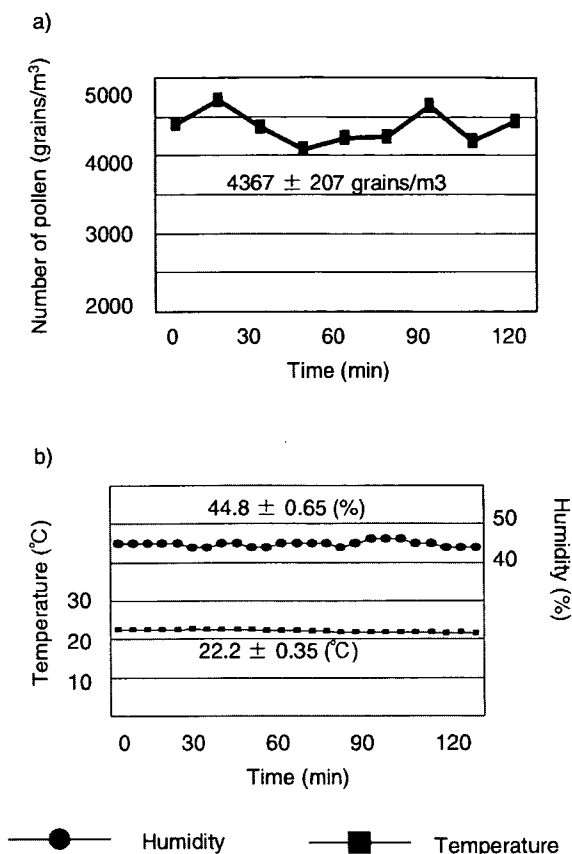 a)
Number of pollen (grains/m³)
5000
4000
3000
2000
4367 ± 207 grains/m3
0 30 60 90 120
Time (min)
b)
Temperature (℃)
30
20
10
44.8 ± 0.65 (%)
22.2 ± 0.35 (℃)
50
40
Humidity (%)
0 30 60 90 120
Time (min)
Humidity Temperature